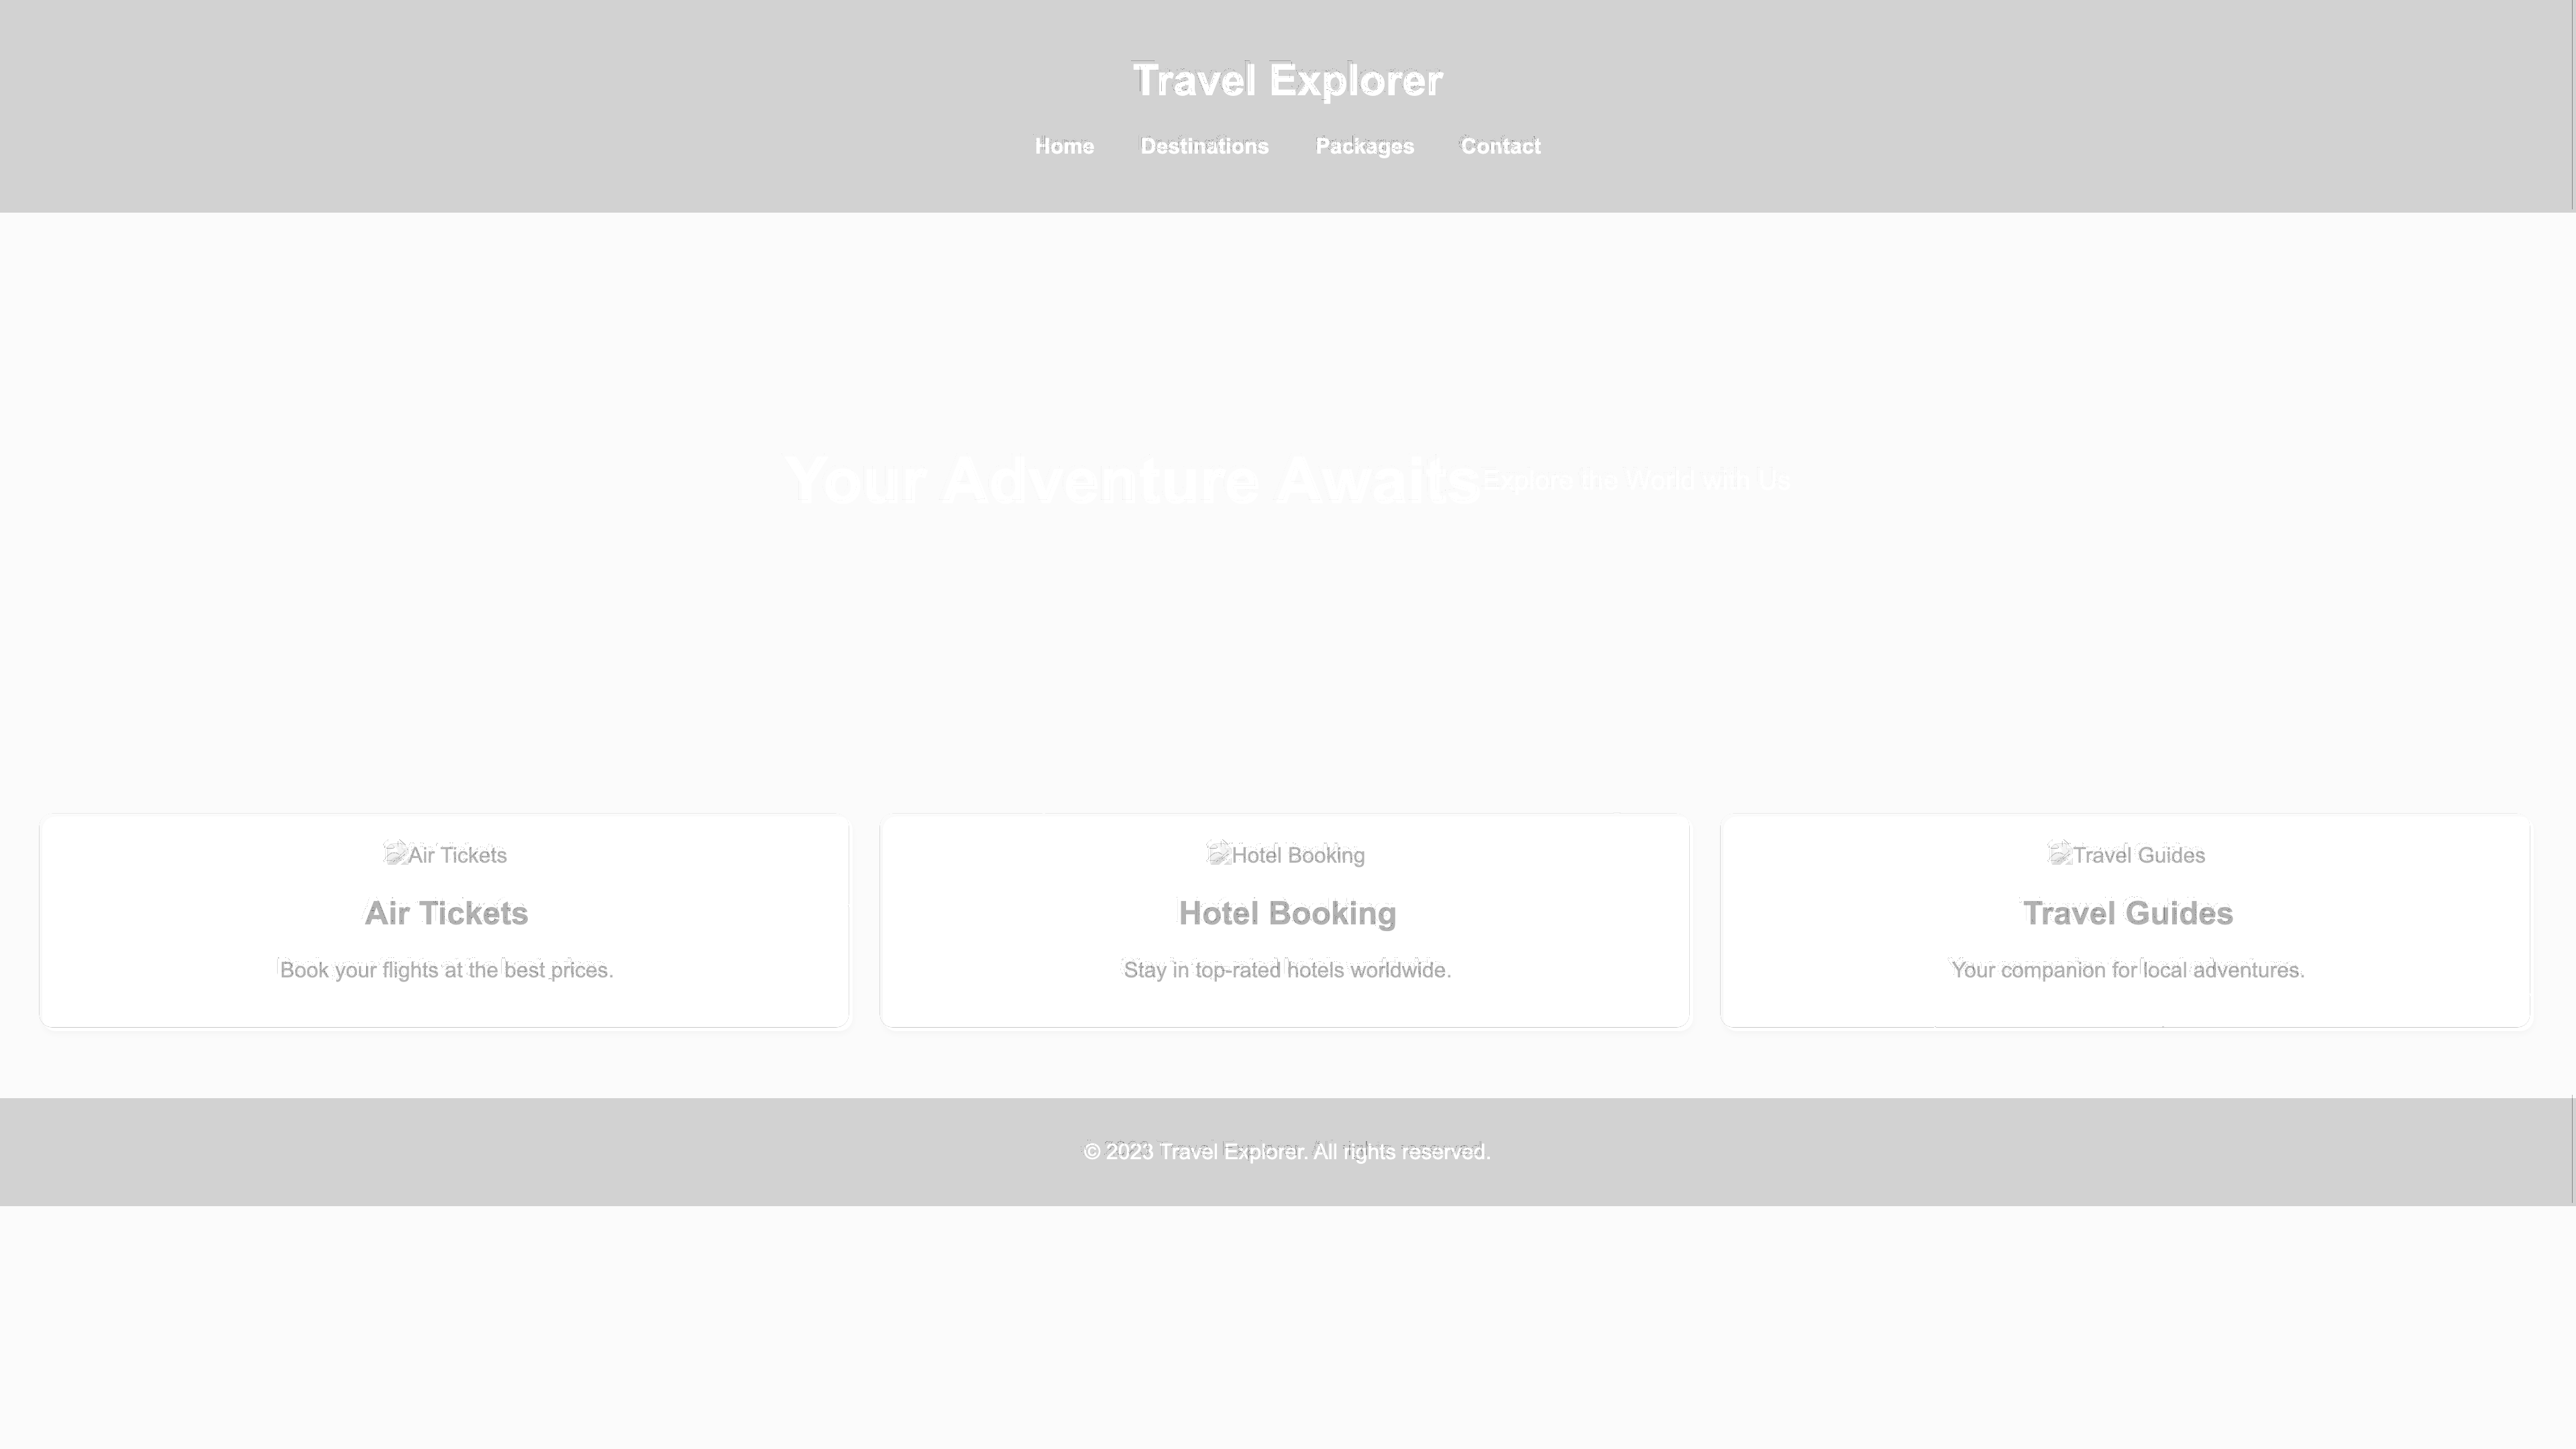 Travel Explorer
Home Destinations Packages Contact
Your Adventure Awaits Explore the World with Us
Air Tickets
Air Tickets
Book your flights at the best prices.
Hotel Booking
Hotel Booking
Stay in top-rated hotels worldwide.
Travel Guides
Travel Guides
Your companion for local adventures.
© 2023 Travel Explorer. All rights reserved.